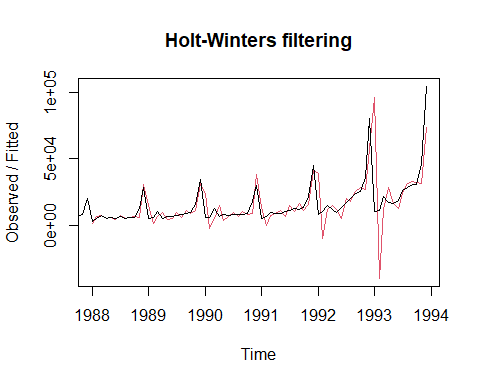 Holt-Winters filtering
Observed / Fitted
1e+05
5e+04
0e+00
1988 1989 1990 1991 1992 1993 1994
Time